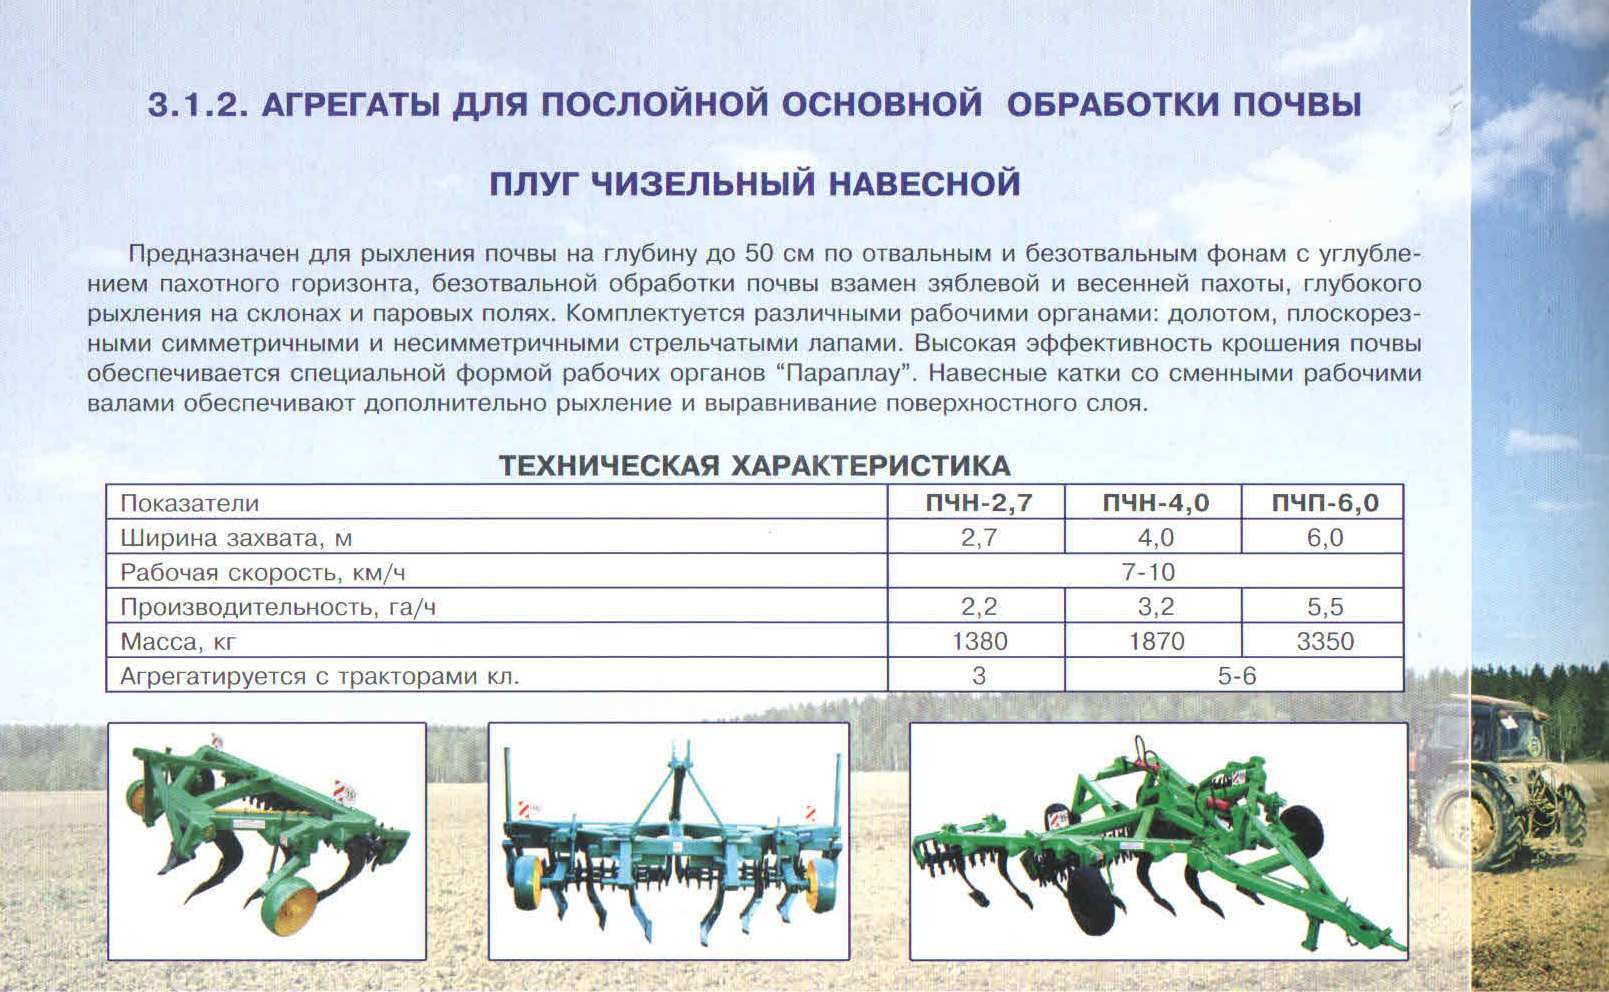 3.1.2. АГРЕГАТЫ ДЛЯ ПОСЛОЙНОЙ ОСНОВНОЙ ОБРАБОТКИ ПОЧВЫ
ПЛУГ ЧИЗЕЛЬНЫЙ НАВЕСНОЙ
Предназначен для рыхления почвы на глубину до 50 см по отвальным и безотвальным фонам с углубле-
нием пахотного горизонта, безотвальной обработки почвы взамен зяблевой и весенней пахоты, глубокого
рыхления на склонах и паровых полях. Комплектуется различными рабочими органами: долотом, плоскорез-
ными симметричными и несимметричными стрельчатыми лапами. Высокая эффективность крошения почвы
обеспечивается специальной формой рабочих органов “Параплау”. Навесные катки со сменными рабочими
валами обеспечивают дополнительно рыхление и выравнивание поверхностного слоя.
ТЕХНИЧЕСКАЯ ХАРАКТЕРИСТИКА
Показатели ПЧН-2,7 ПЧН-4,0 ПЧП-6,0
Ширина захвата, м 2,7 4,0 6,0
Рабочая скорость, км/ч 7-10
Производительность, га/ч 2,2 3,2 5,5
Масса, кг 1380 1870 3350
Агрегатируется с тракторами кл. 3 5-6